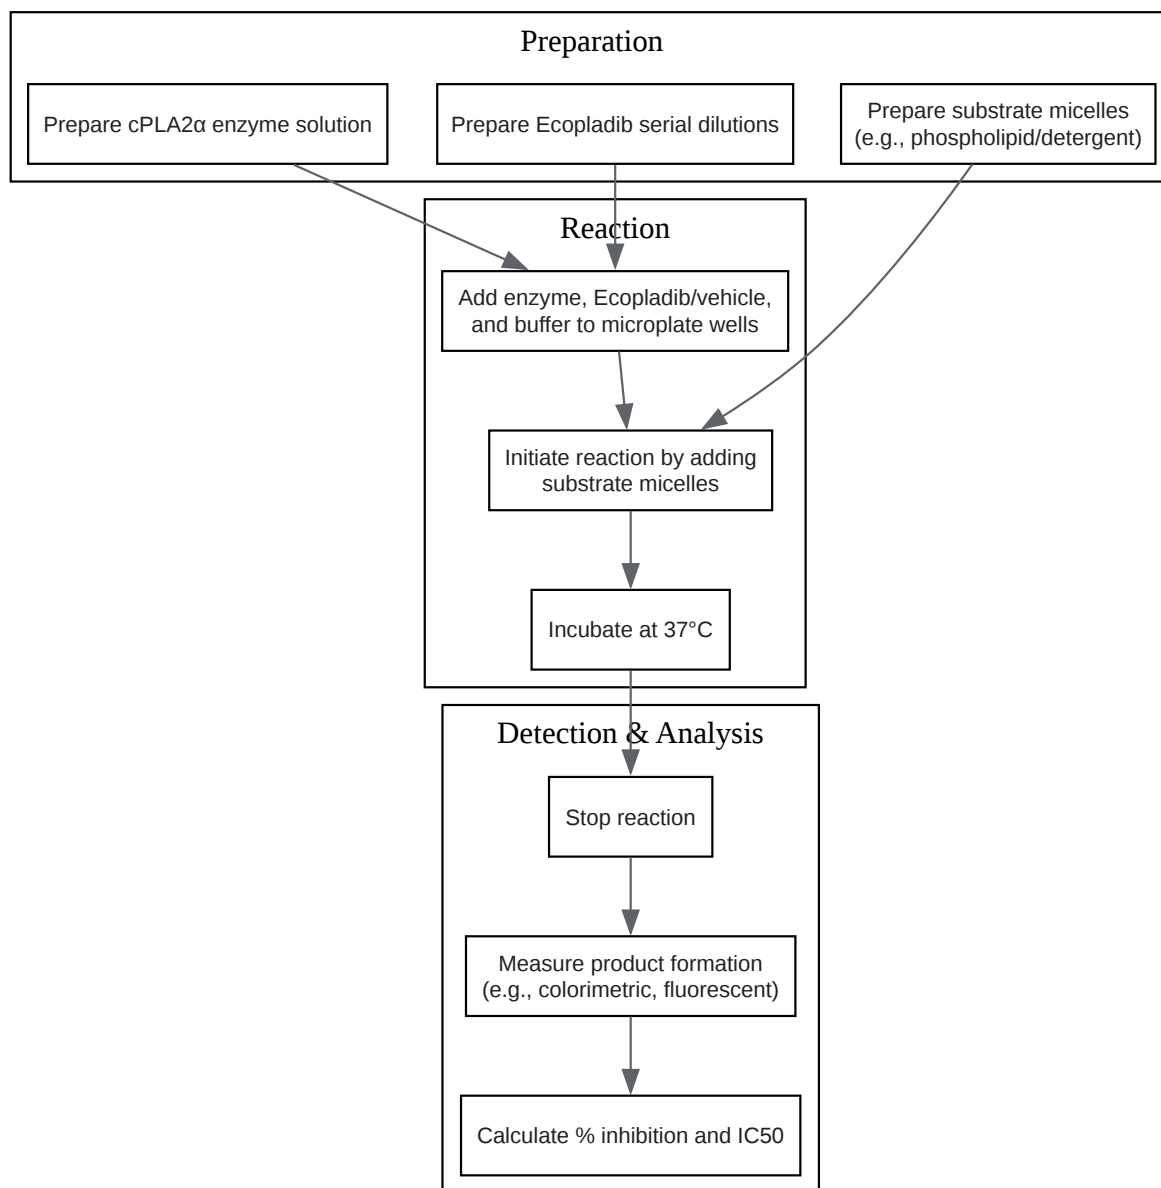 Preparation
Prepare cPLA2α enzyme solution
Prepare Ecopladib serial dilutions
Prepare substrate micelles
(e.g., phospholipid/detergent)
Reaction
Add enzyme, Ecopladib/vehicle,
and buffer to microplate wells
Initiate reaction by adding
substrate micelles
Incubate at 37°C
Detection & Analysis
Stop reaction
Measure product formation
(e.g., colorimetric, fluorescent)
Calculate % inhibition and IC50